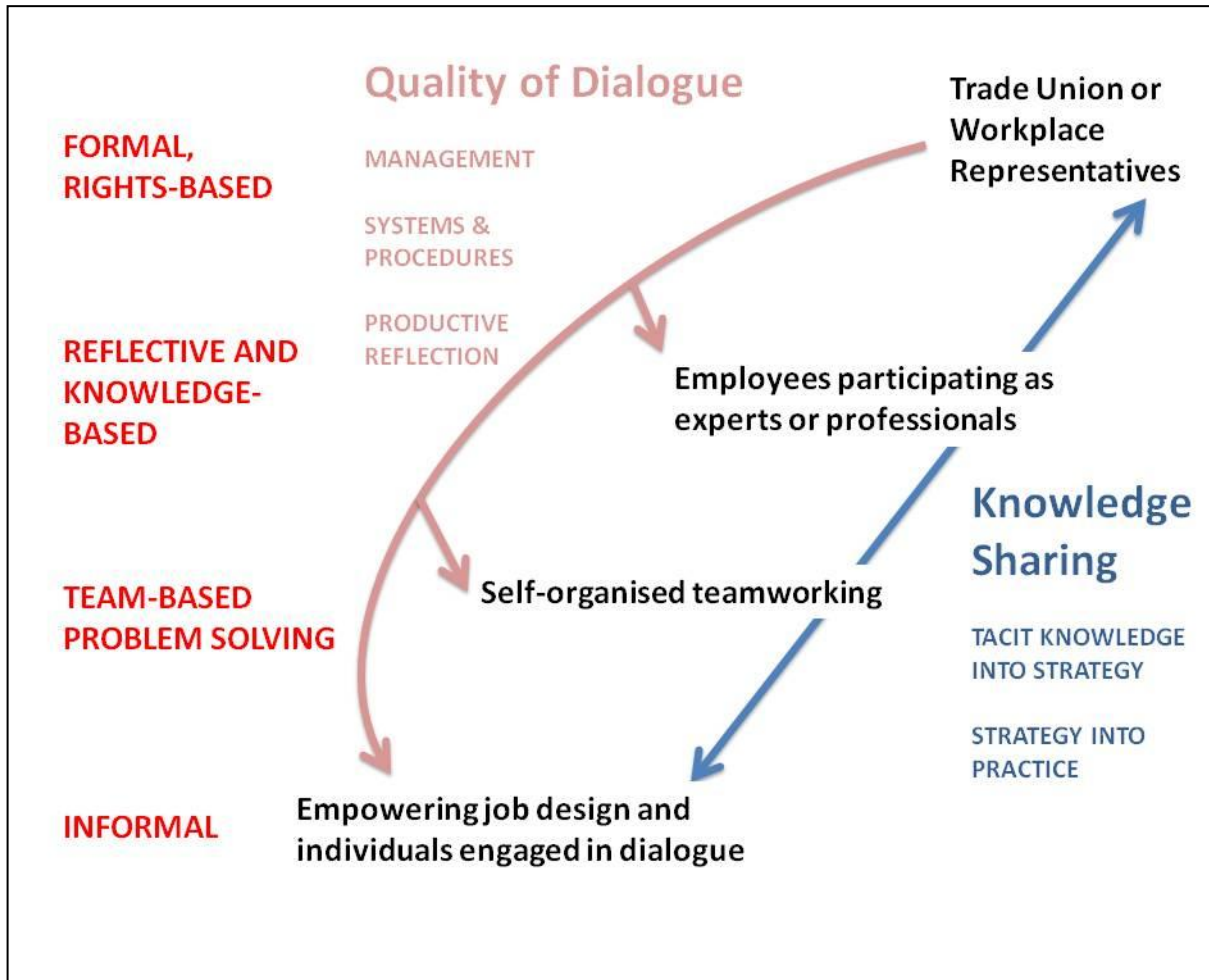 Quality of Dialogue
Trade Union or
Workplace
Representatives
FORMAL,
RIGHTS-BASED
MANAGEMENT
SYSTEMS &
PROCEDURES
PRODUCTIVE
REFLECTION
REFLECTIVE AND
KNOWLEDGE-
BASED
Employees participating as
experts or professionals
Knowledge
Sharing
TEAM-BASED
PROBLEM SOLVING
Self-organised teamworking
TACIT KNOWLEDGE
INTO STRATEGY
STRATEGY INTO
PRACTICE
INFORMAL
Empowering job design and
individuals engaged in dialogue